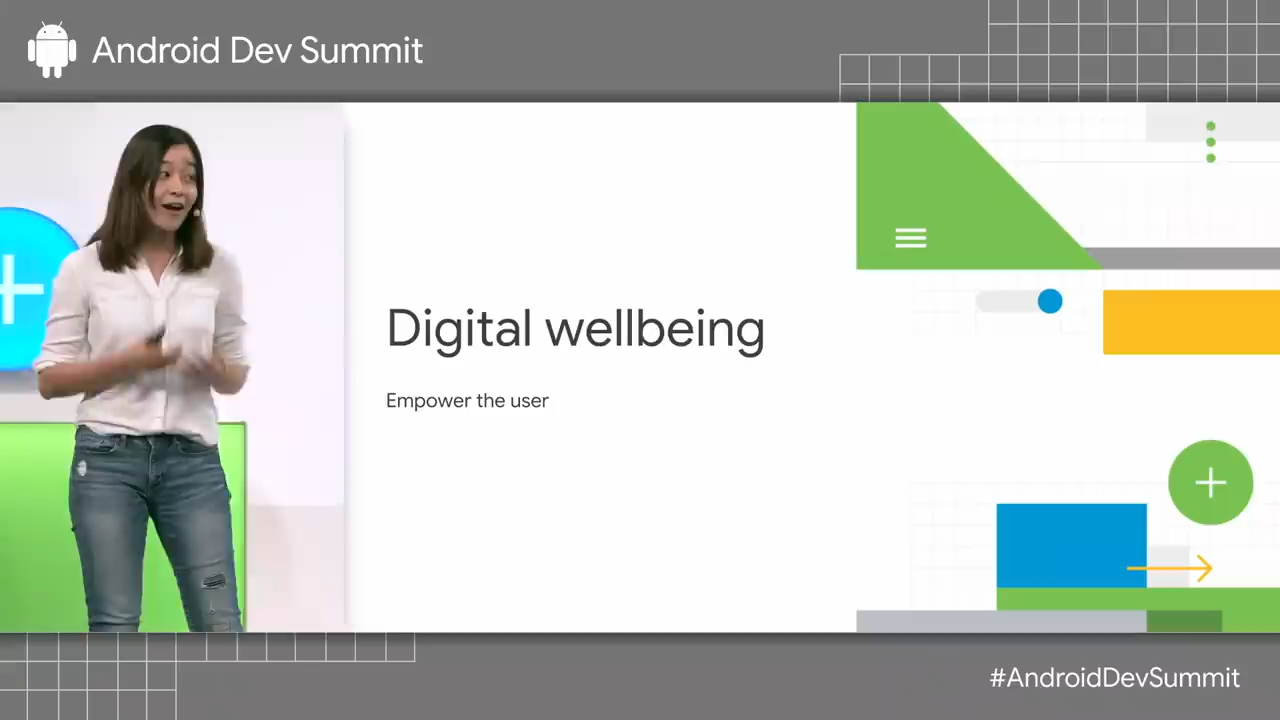 Android Dev Summit
Digital wellbeing
Empower the user
#AndroidDevSummit